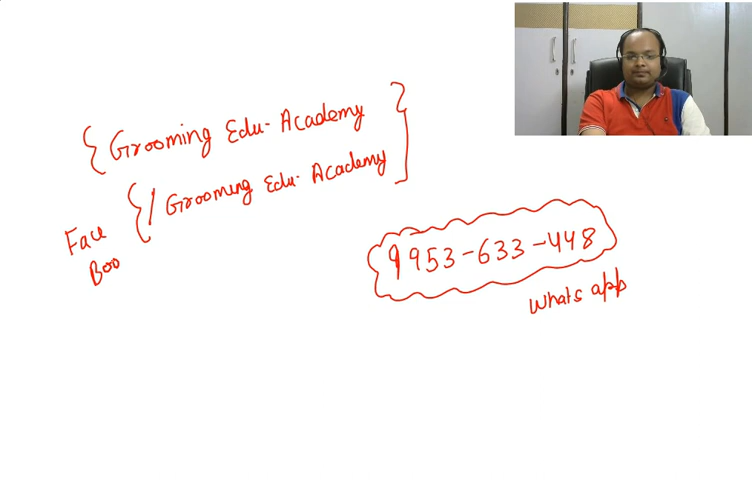 Grooming Edu- Academy
/ Grooming Edu- Academy
Face
Boo
9953-633-448
Whats app